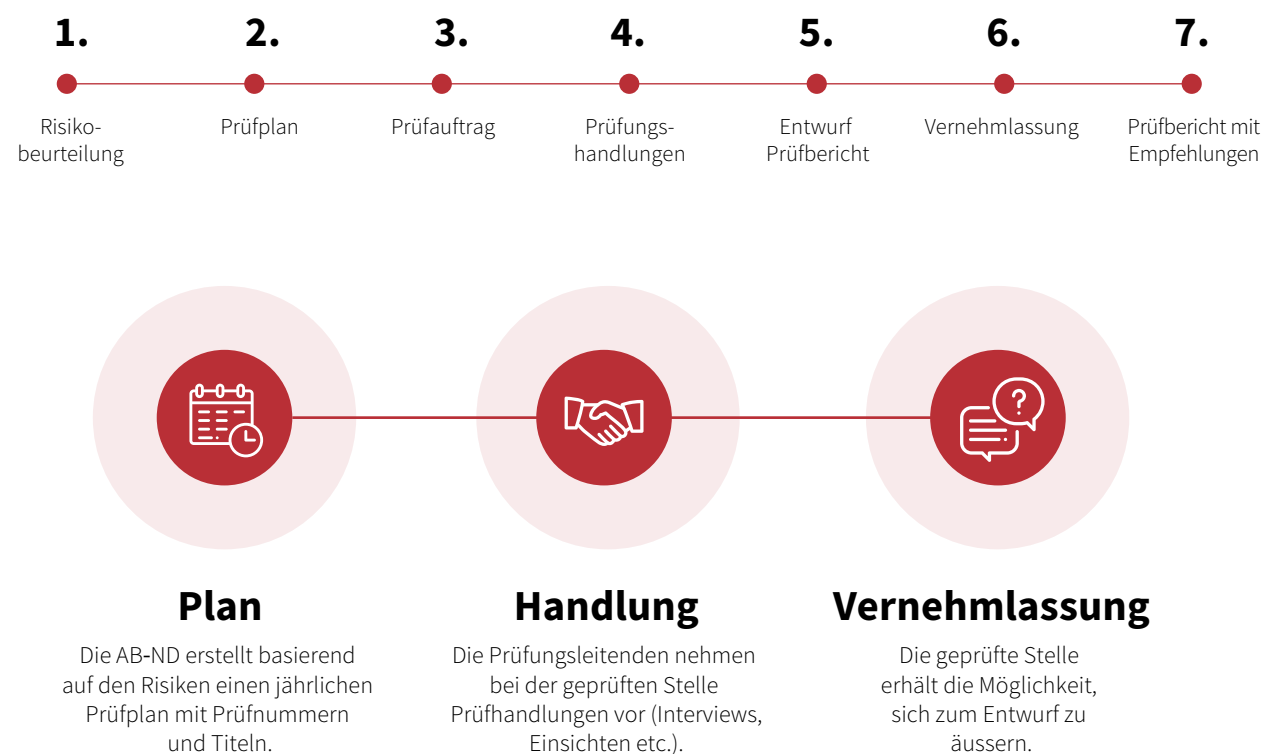 1.
2.
3.
4.
5.
6.
7.
Risiko-
beurteilung
Prüfplan
Prüfauftrag
Prüfungs-
handlungen
Entwurf
Prüfbericht
Vernehmlassung
Prüfbericht mit
Empfehlungen
?
Plan
Die AB-ND erstellt basierend
auf den Risiken einen jährlichen
Prüfplan mit Prüfnummern
und Titeln.
Handlung
Die Prüfungsleitenden nehmen
bei der geprüften Stelle
Prüfhandlungen vor (Interviews,
Einsichten etc.).
Vernehmlassung
Die geprüfte Stelle
erhält die Möglichkeit,
sich zum Entwurf zu
äussern.